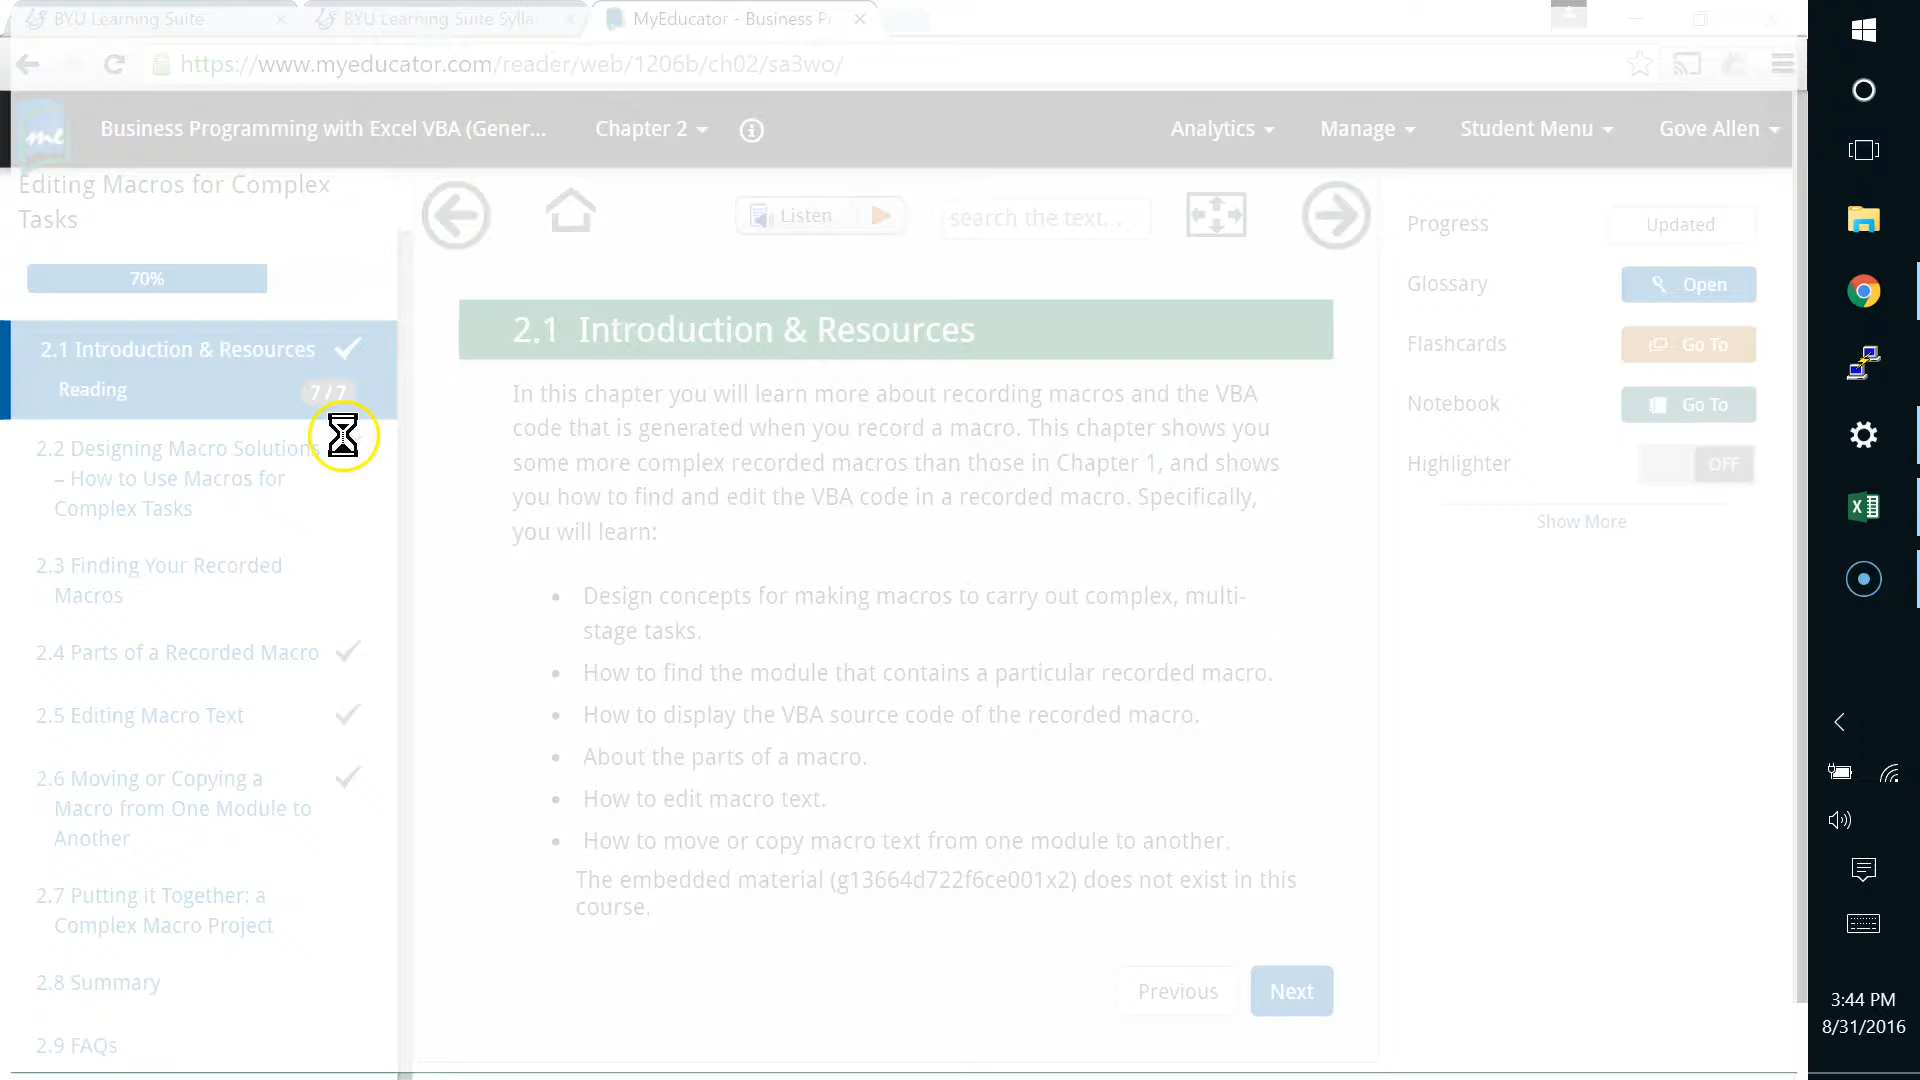 BYU Learning Suite
BYU Learning Suite Sylla
MyEducator - Business P
https://www.myeducator.com/reader/web/1206b/ch02/sa3wo/
me
Business Programming with Excel VBA (Gener...
Chapter 2
Analytics
Manage
Student Menu
Gove Allen
Editing Macros for Complex
Tasks
70%
2.1 Introduction & Resources
Reading
7 / 7
2.2 Designing Macro Solutions
– How to Use Macros for
Complex Tasks
2.3 Finding Your Recorded
Macros
2.4 Parts of a Recorded Macro
2.5 Editing Macro Text
2.6 Moving or Copying a
Macro from One Module to
Another
2.7 Putting it Together: a
Complex Macro Project
2.8 Summary
2.9 FAQs
Listen
search the text. . .
2.1 Introduction & Resources
In this chapter you will learn more about recording macros and the VBA
code that is generated when you record a macro. This chapter shows you
some more complex recorded macros than those in Chapter 1, and shows
you how to find and edit the VBA code in a recorded macro. Specifically,
you will learn:
• Design concepts for making macros to carry out complex, multi-
stage tasks.
• How to find the module that contains a particular recorded macro.
• How to display the VBA source code of the recorded macro.
• About the parts of a macro.
• How to edit macro text.
• How to move or copy macro text from one module to another.
The embedded material (g13664d722f6ce001x2) does not exist in this
course.
Previous
Next
Progress
Updated
Glossary
Open
Flashcards
Go To
Notebook
Go To
Highlighter
OFF
Show More
3:44 PM
8/31/2016